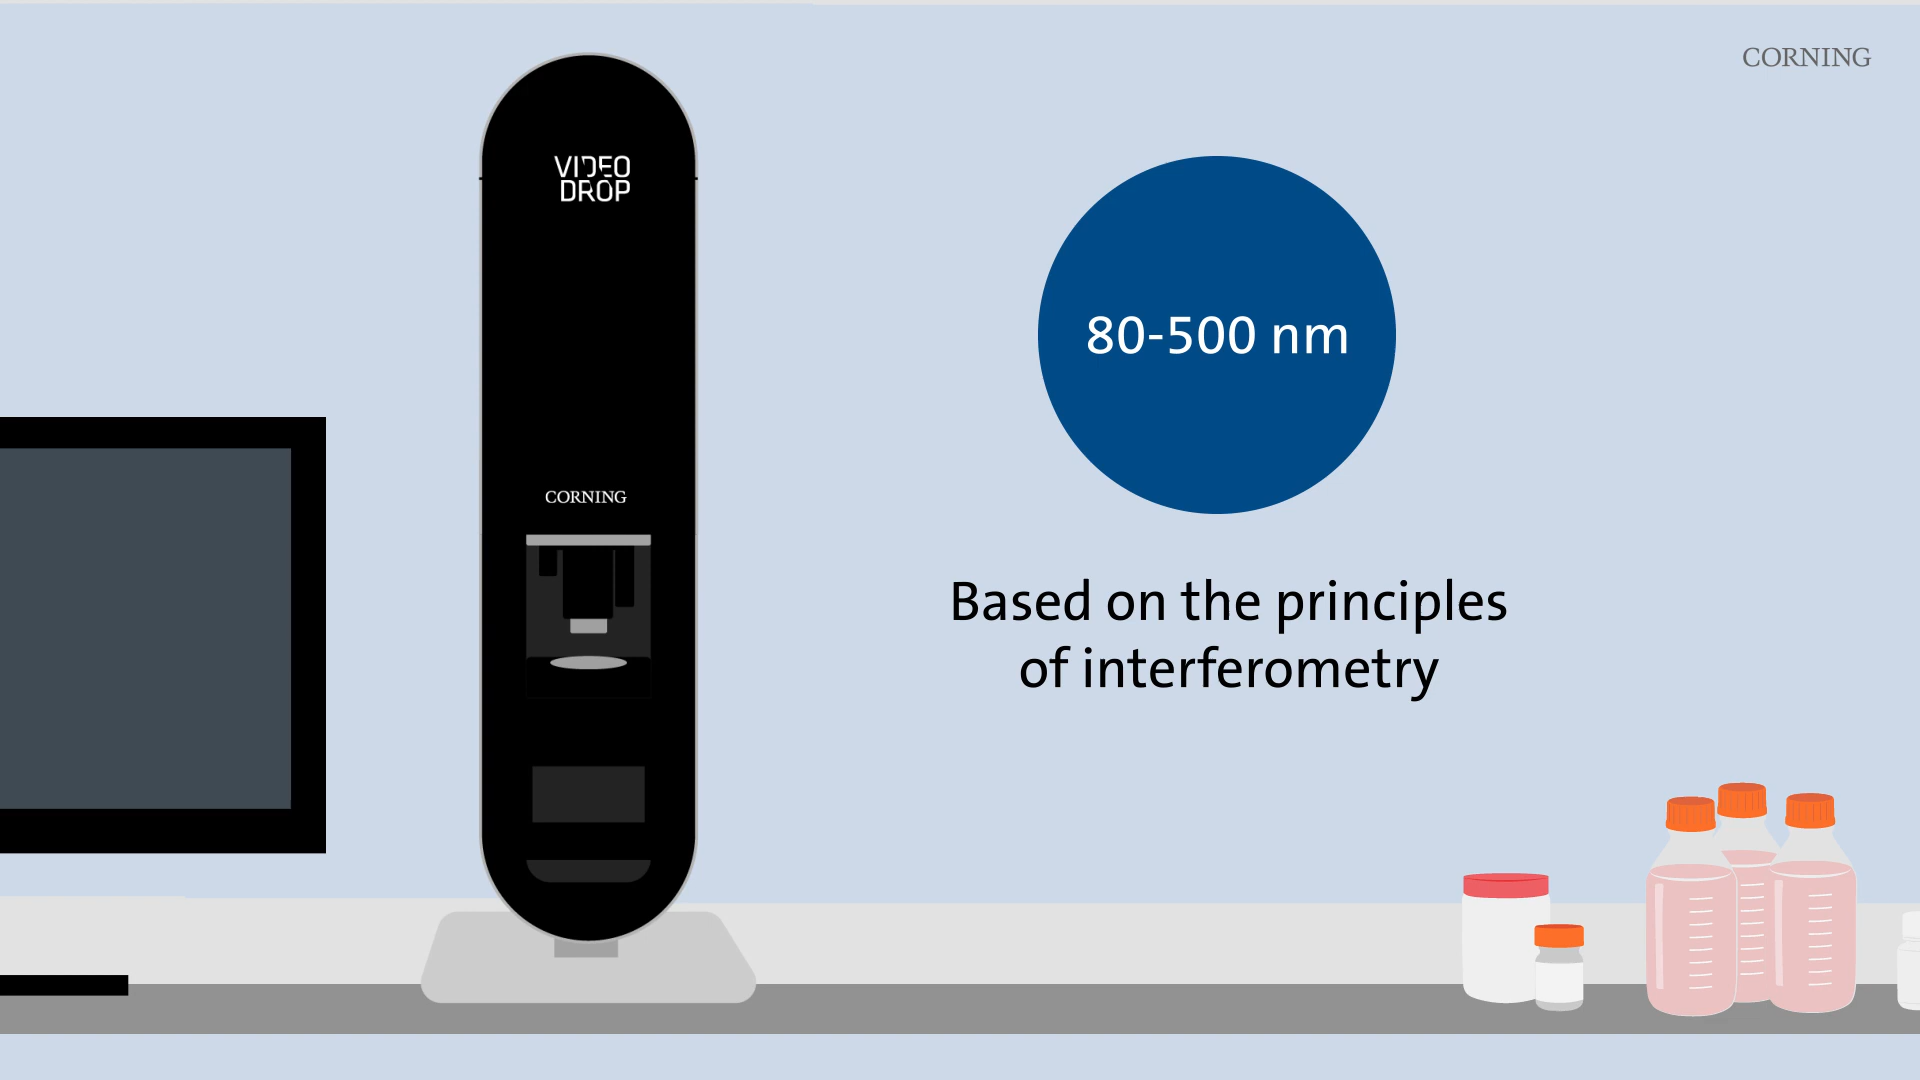 CORNING
VIDEO
DROP
CORNING
80-500 nm
Based on the principles
of interferometry